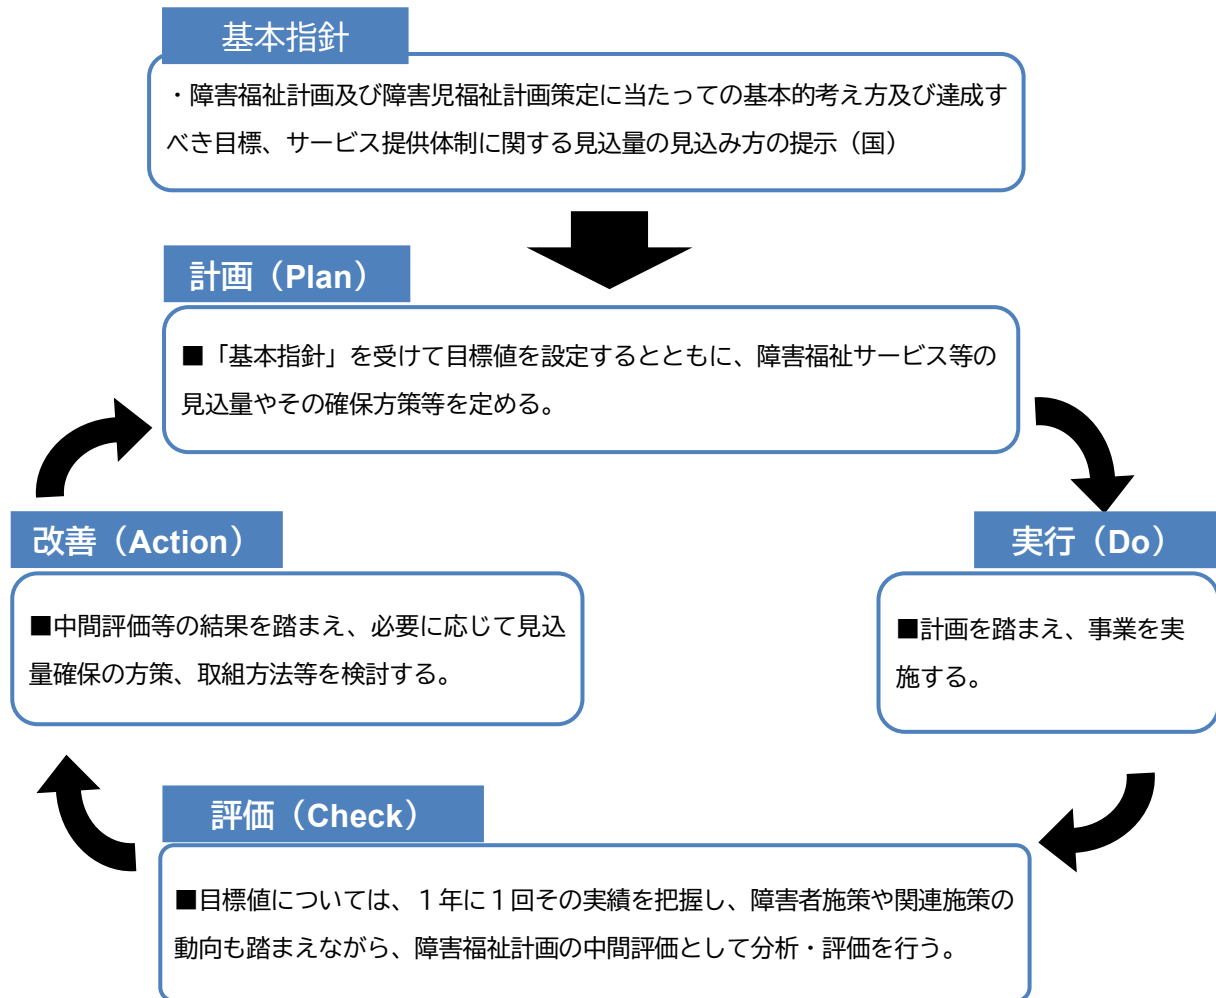 基本指針
・障害福祉計画及び障害児福祉計画策定に当たっての基本的考え方及び達成す
べき目標、サービス提供体制に関する見込量の見込み方の提示（国）
計画（Plan）
■「基本指針」を受けて目標値を設定するとともに、障害福祉サービス等の
見込量やその確保方策等を定める。
改善（Action）
■中間評価等の結果を踏まえ、必要に応じて見込
量確保の方策、取組方法等を検討する。
実行（Do）
■計画を踏まえ、事業を実
施する。
評価（Check）
■目標値については、１年に１回その実績を把握し、障害者施策や関連施策の
動向も踏まえながら、障害福祉計画の中間評価として分析・評価を行う。